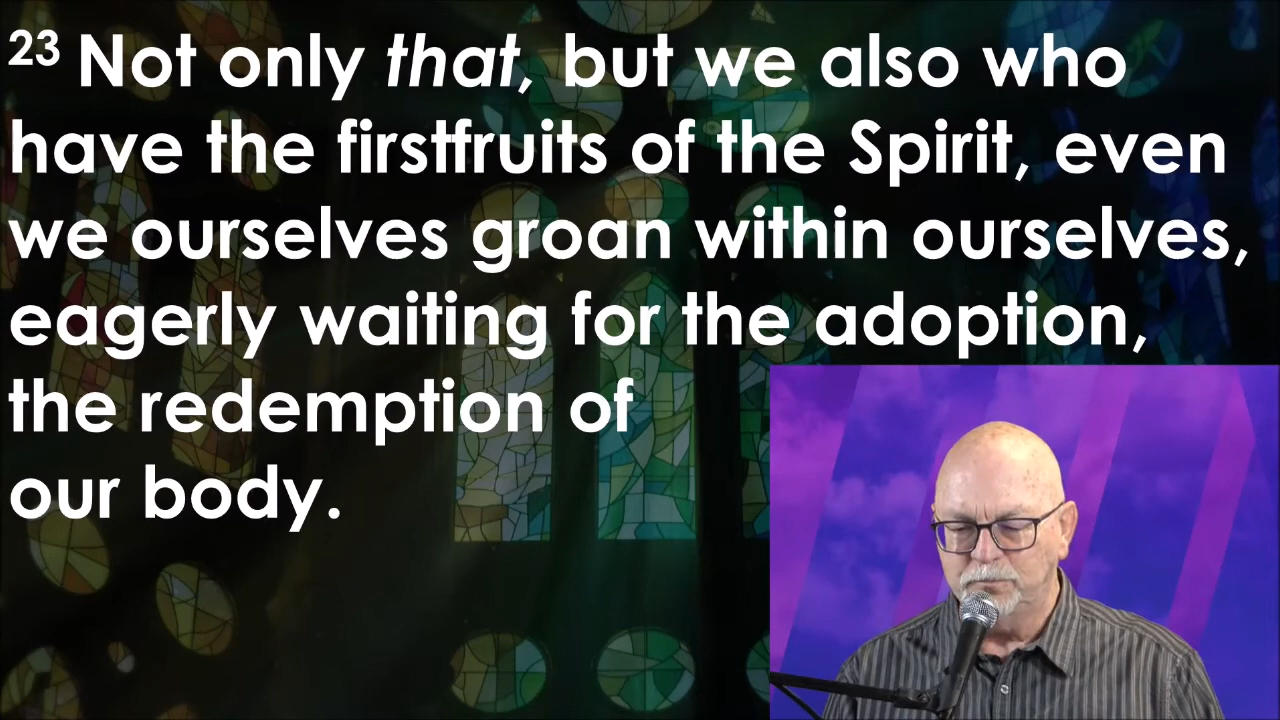 23 Not only that, but we also who
have the firstfruits of the Spirit, even
we ourselves groan within ourselves,
eagerly waiting for the adoption,
the redemption of
our body.